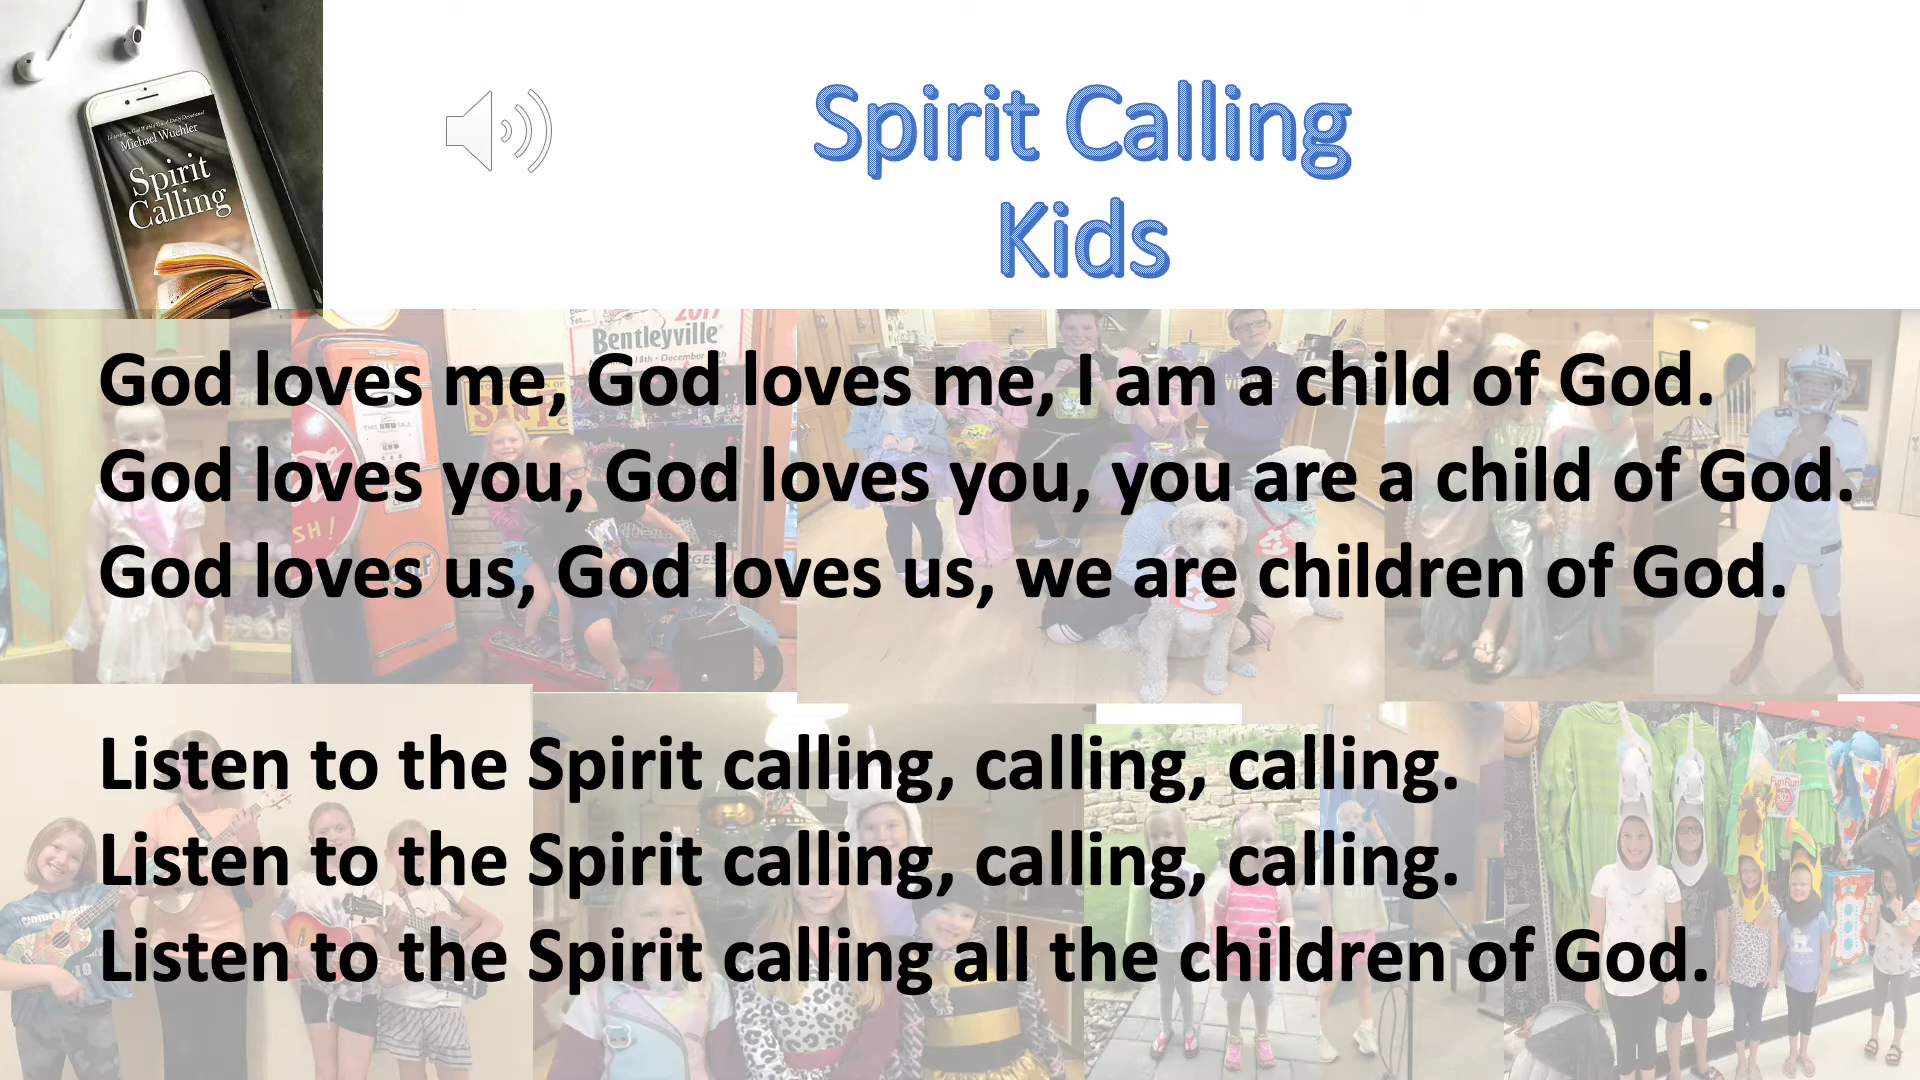 Michael Wuehler
Spirit
Calling
Spirit Calling
Kids
2017
Bentleyville
God loves me, God loves me, I am a child of God.
God loves you, God loves you, you are a child of God.
God loves us, God loves us, we are children of God.
Listen to the Spirit calling, calling, calling.
Listen to the Spirit calling, calling, calling.
Listen to the Spirit calling all the children of God.